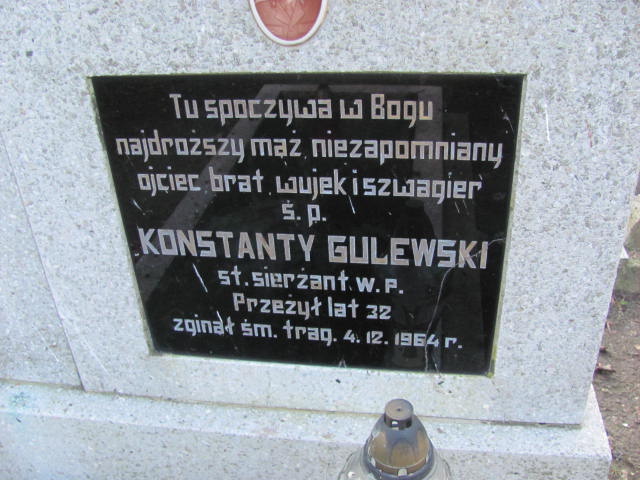 Tu spoczywa w Bogu
najdroższy mąż niezapomniany
ojciec brat wujek i szwagier
ś.p.
KONSTANTY GULEWSKI
st. sierżant w.p.
Przeżył lat 32
zginął śm. trag. 4.12.1964 r.